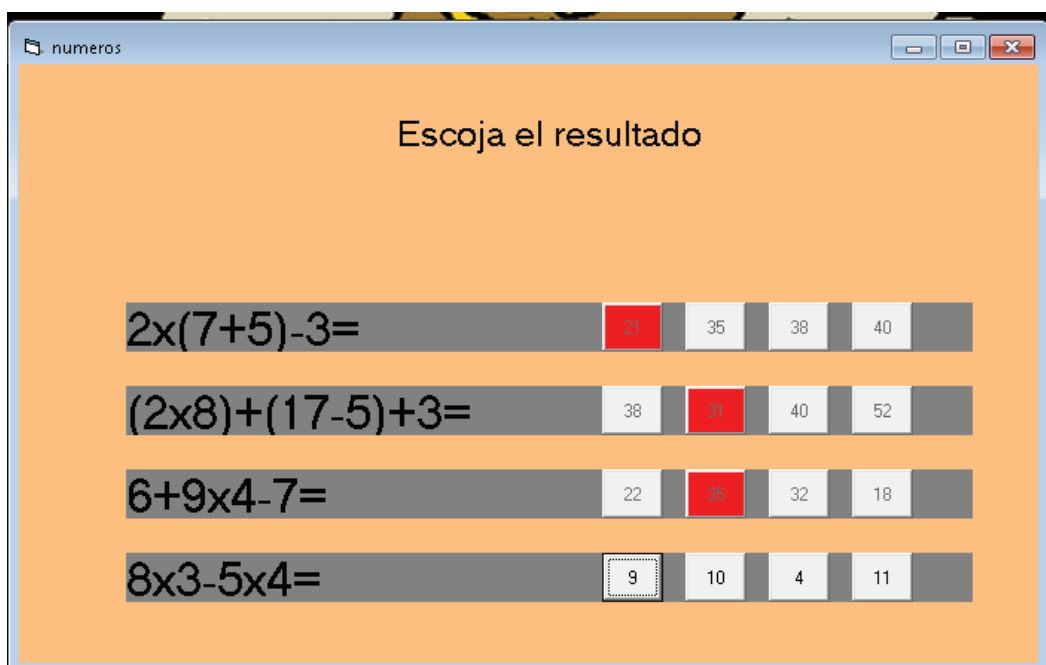 numeros
Escoja el resultado
2x(7+5)-3= 21 35 38 40
(2x8)+(17-5)+3= 38 31 40 52
6+9x4-7= 22 35 32 18
8x3-5x4= 9 10 4 11